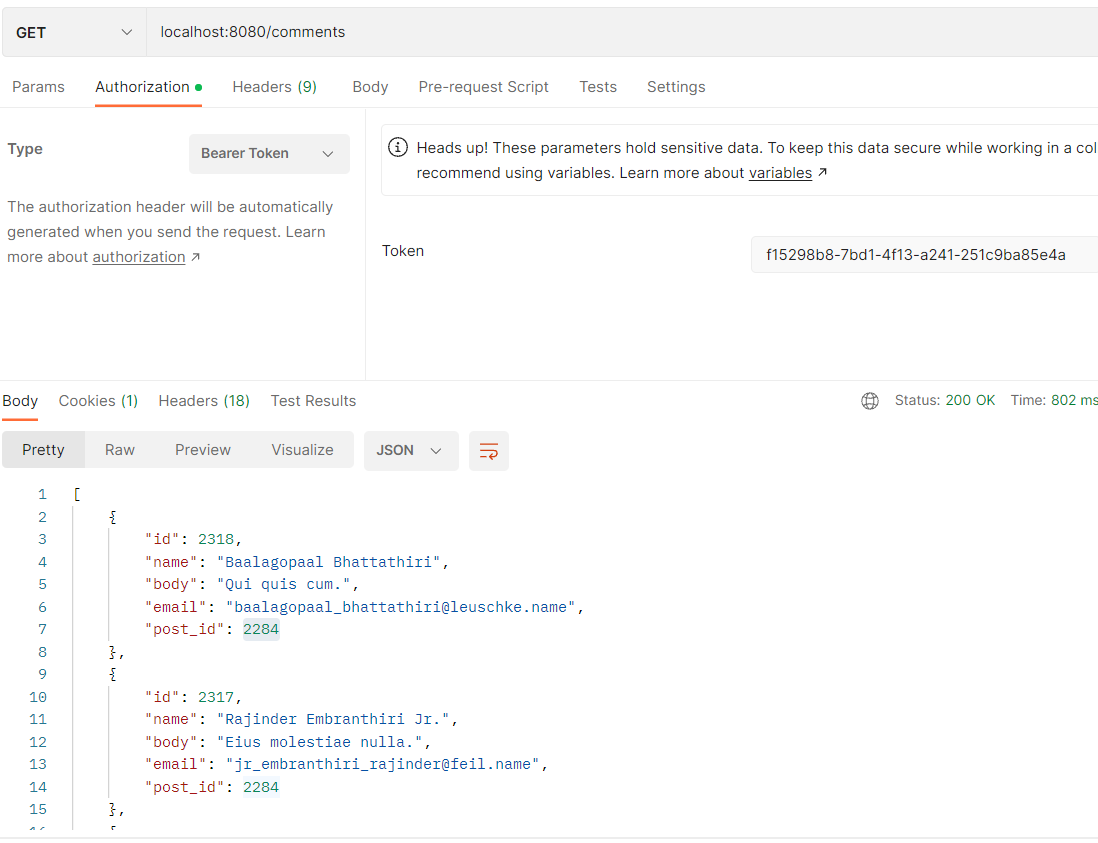 GET localhost:8080/comments
Params Authorization Headers (9) Body Pre-request Script Tests Settings
Type Bearer Token
The authorization header will be automatically
generated when you send the request. Learn
more about authorization ↗
Heads up! These parameters hold sensitive data. To keep this data secure while working in a col
recommend using variables. Learn more about variables ↗
Token f15298b8-7bd1-4f13-a241-251c9ba85e4a
Body Cookies (1) Headers (18) Test Results Status: 200 OK Time: 802 ms
Pretty Raw Preview Visualize JSON
1 [
2 {
3 "id": 2318,
4 "name": "Baalagopaal Bhattathiri",
5 "body": "Qui quis cum.",
6 "email": "baalagopaal_bhattathiri@leuschke.name",
7 "post_id": 2284
8 },
9 {
10 "id": 2317,
11 "name": "Rajinder Embranthiri Jr.",
12 "body": "Eius molestiae nulla.",
13 "email": "jr_embranthiri_rajinder@feil.name",
14 "post_id": 2284
15 },